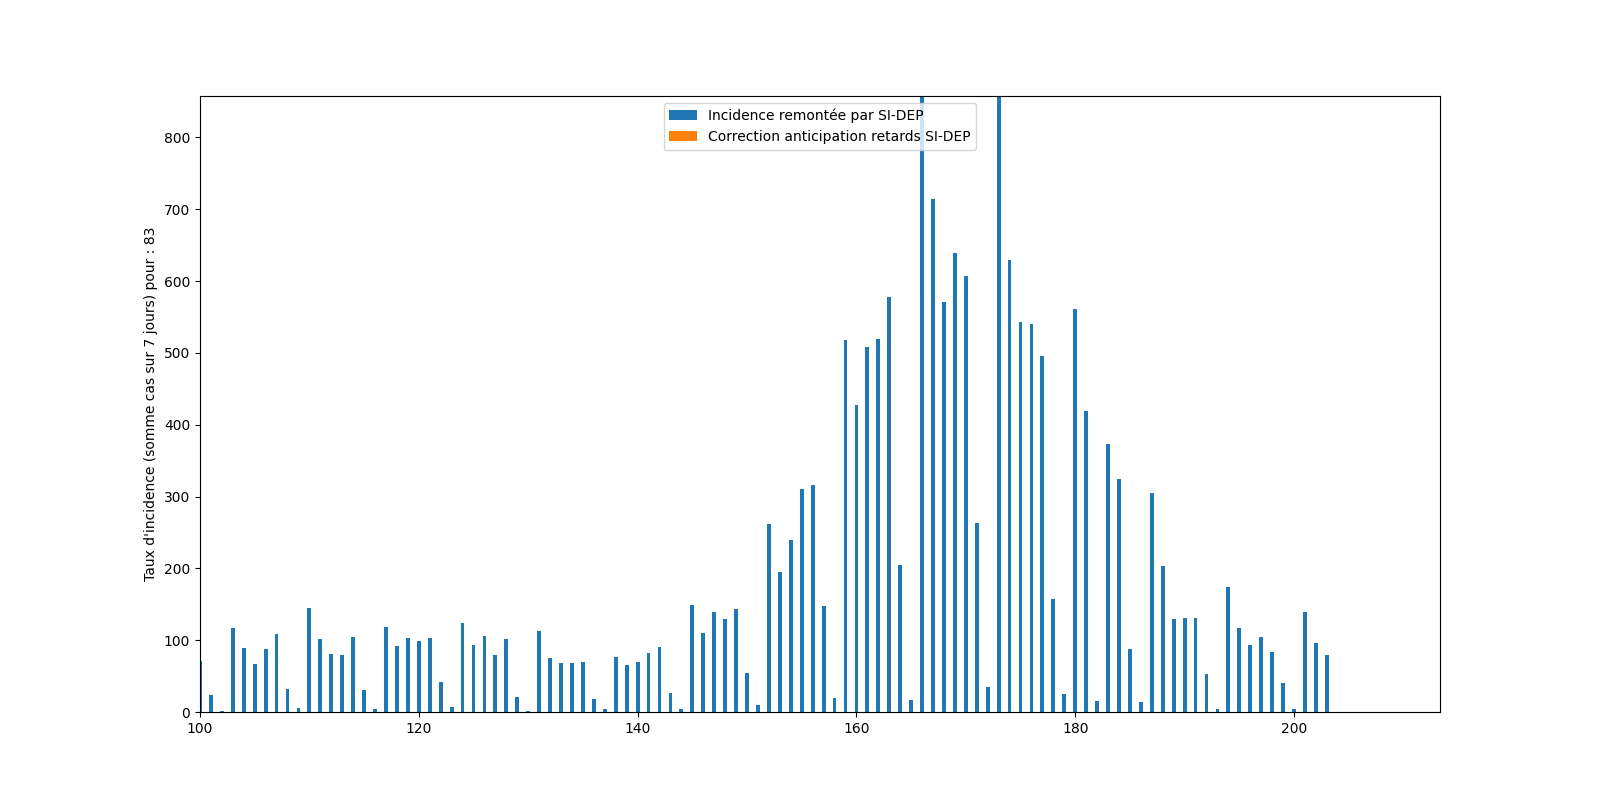 Incidence remontée par SI-DEP
Correction anticipation retards SI-DEP
Taux d'incidence (somme cas sur 7 jours) pour : 83
800
700
600
500
400
300
200
100
0
100 120 140 160 180 200